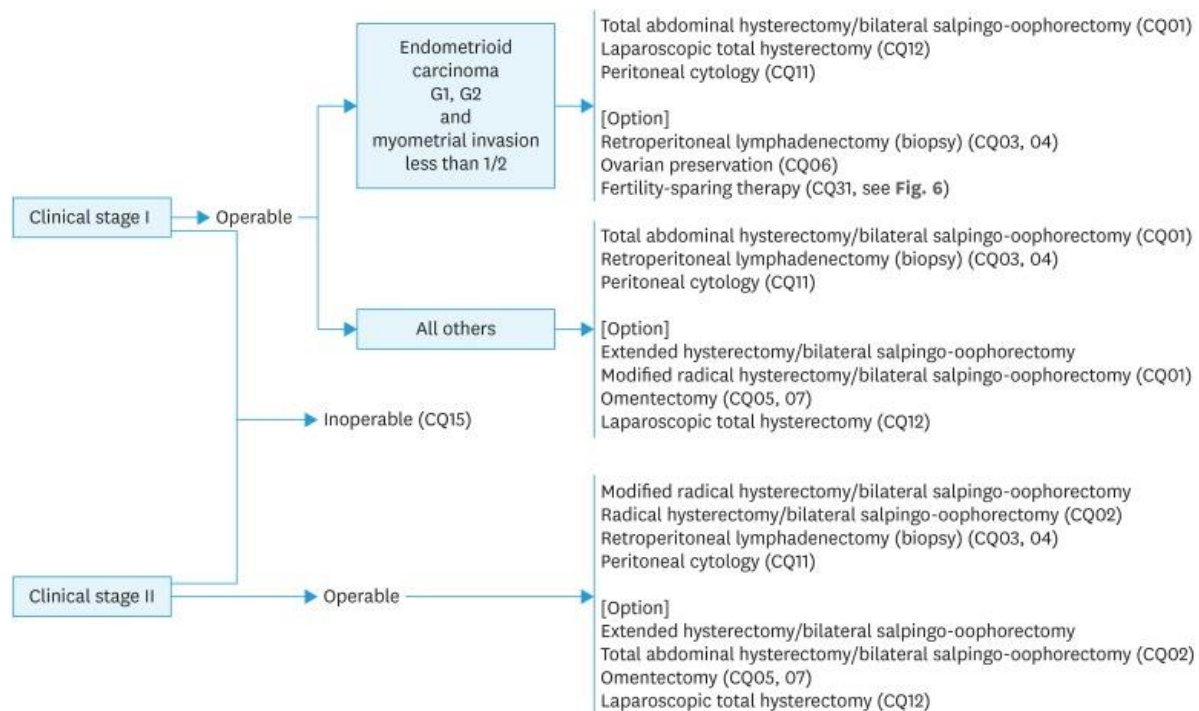 Clinical stage I
Operable
Endometrioid
carcinoma
G1, G2
and
myometrial invasion
less than 1/2
Total abdominal hysterectomy/bilateral salpingo-oophorectomy (CQ01)
Laparoscopic total hysterectomy (CQ12)
Peritoneal cytology (CQ11)
[Option]
Retroperitoneal lymphadenectomy (biopsy) (CQ03, 04)
Ovarian preservation (CQ06)
Fertility-sparing therapy (CQ31, see Fig. 6)
All others
Total abdominal hysterectomy/bilateral salpingo-oophorectomy (CQ01)
Retroperitoneal lymphadenectomy (biopsy) (CQ03, 04)
Peritoneal cytology (CQ11)
[Option]
Extended hysterectomy/bilateral salpingo-oophorectomy
Modified radical hysterectomy/bilateral salpingo-oophorectomy (CQ01)
Omentectomy (CQ05, 07)
Laparoscopic total hysterectomy (CQ12)
Inoperable (CQ15)
Clinical stage II
Operable
Modified radical hysterectomy/bilateral salpingo-oophorectomy
Radical hysterectomy/bilateral salpingo-oophorectomy (CQ02)
Retroperitoneal lymphadenectomy (biopsy) (CQ03, 04)
Peritoneal cytology (CQ11)
[Option]
Extended hysterectomy/bilateral salpingo-oophorectomy
Total abdominal hysterectomy/bilateral salpingo-oophorectomy (CQ02)
Omentectomy (CQ05, 07)
Laparoscopic total hysterectomy (CQ12)